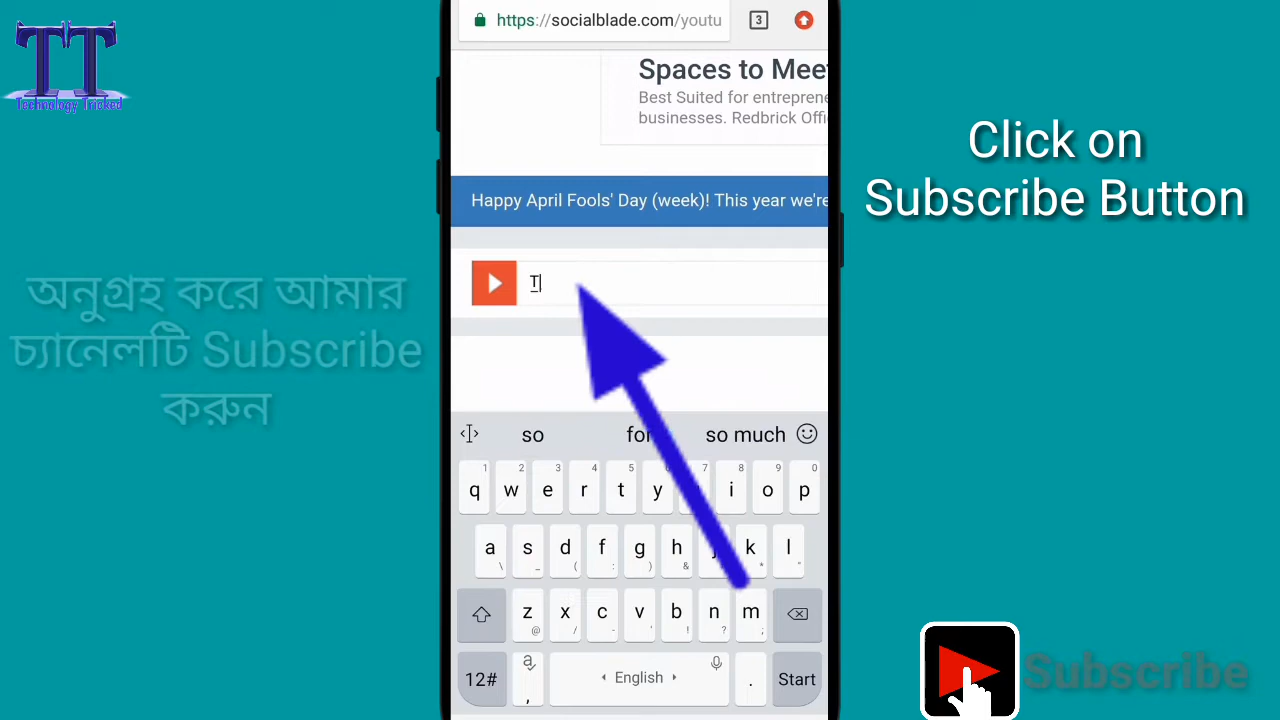 TT
Technology Tricked
https://socialblade.com/youtu
3
Spaces to Meet
Best Suited for entreprene
businesses. Redbrick Offi
Happy April Fools' Day (week)! This year we're
T
Click on
Subscribe Button
অনুগ্রহ করে আমার
চ্যানেলটি Subscribe
করুন
so for so much
1 2 3 4 5 7 8 9 0
q w e r t y i o p
a s d f g h j k l
\ _ ( : ) & * "
z x c v b n m
@ / - ! ? ;
12# , English . Start
Subscribe